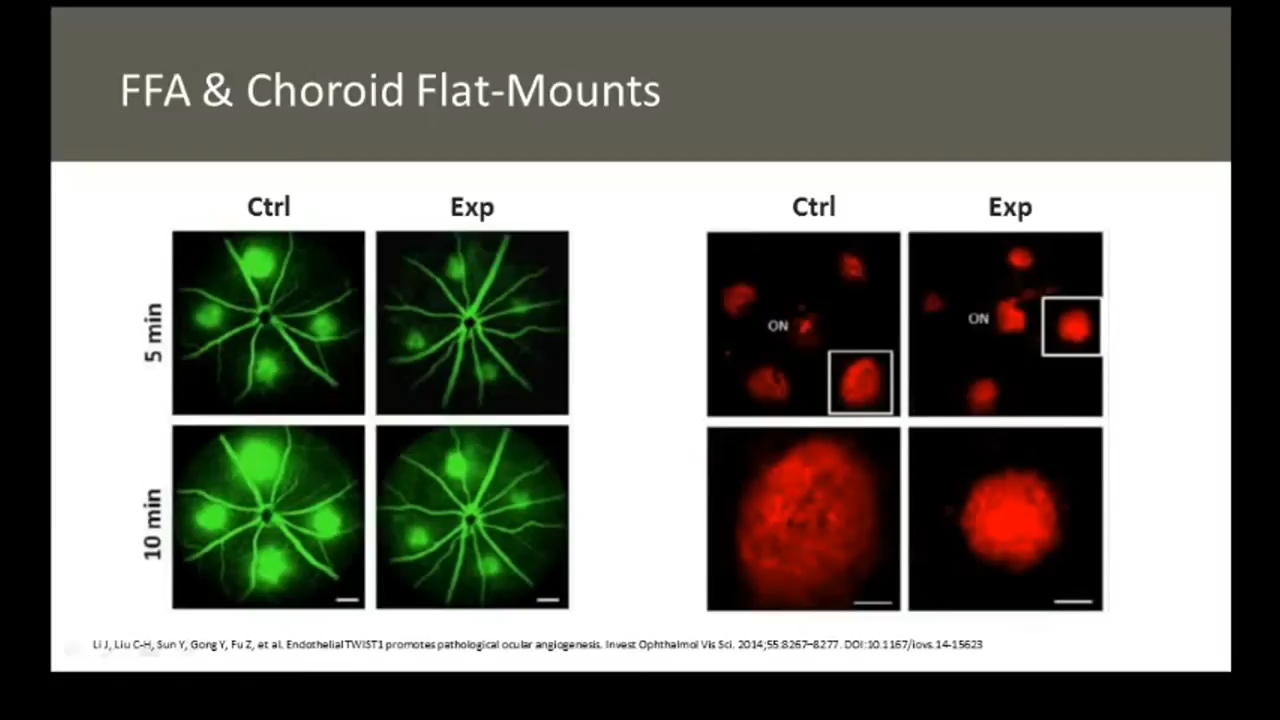 FFA & Choroid Flat-Mounts
Ctrl
Exp
Ctrl
Exp
5 min
ON
ON
10 min
Li J, Liu C-H, Sun Y, Gong Y, Fu Z, et al. Endothelial TWIST1 promotes pathological ocular angiogenesis. Invest Ophthalmol Vis Sci. 2014;55:8267–8277. DOI:10.1167/iovs.14-15623